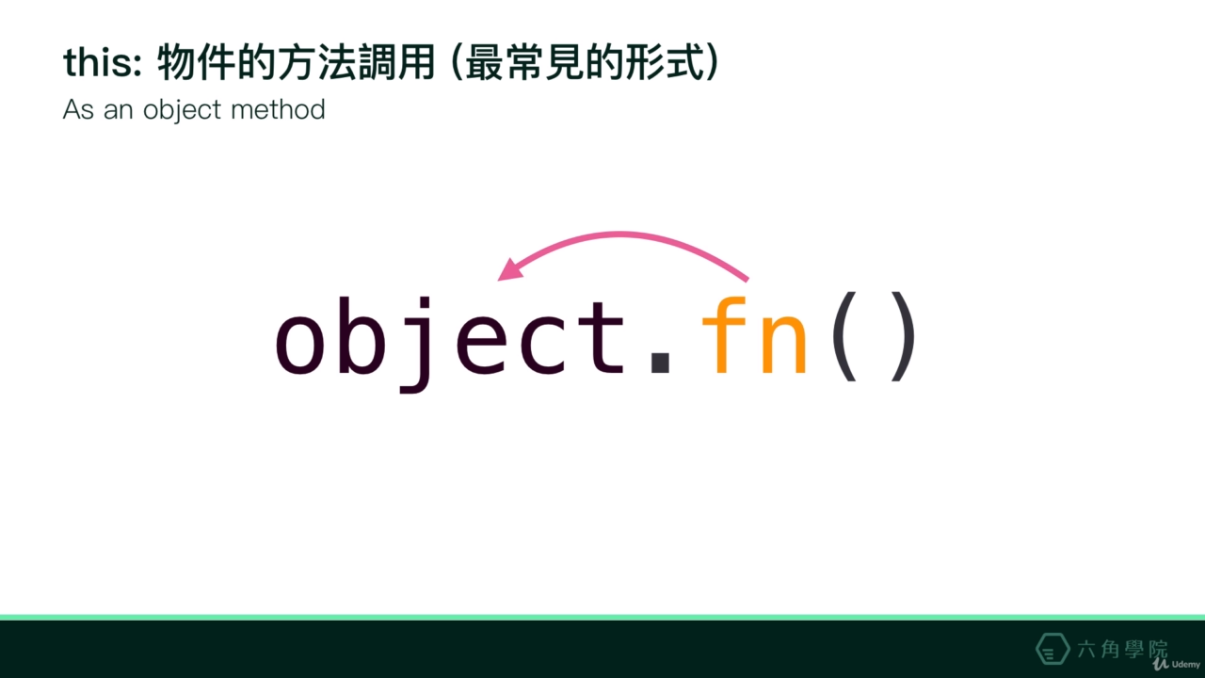 this: 物件的方法調用 (最常見的形式)
As an object method
object.fn()
六角學院
Udemy